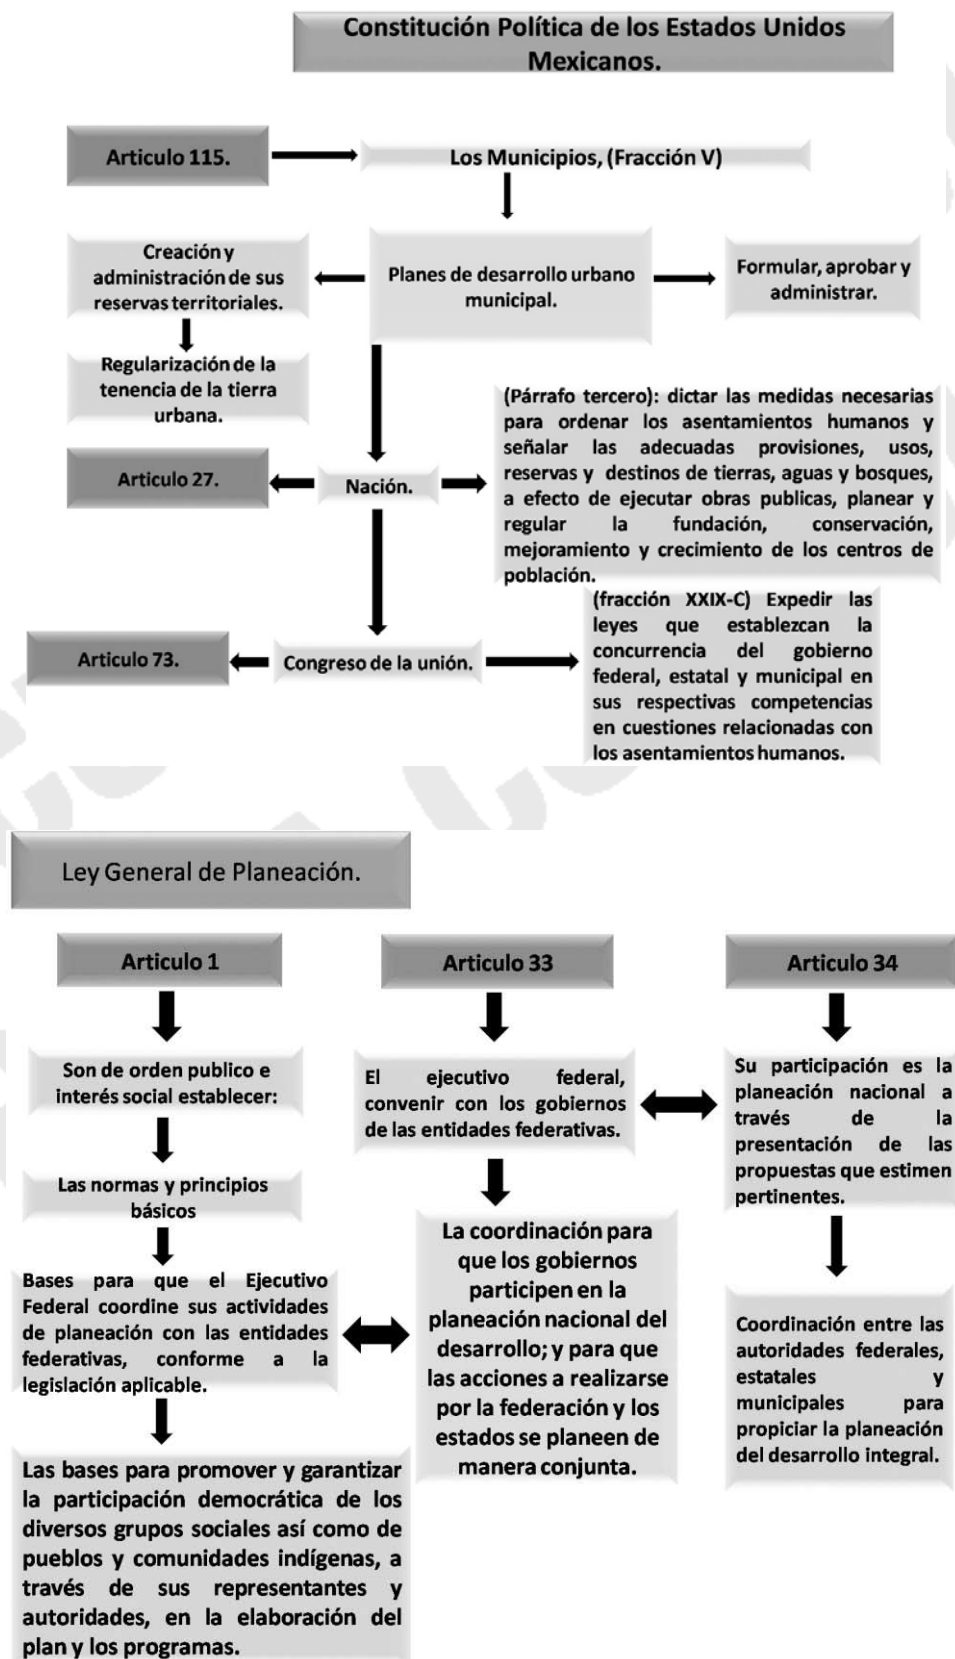 Constitución Política de los Estados Unidos
Mexicanos.
Articulo 115.
Los Municipios, (Fracción V)
Creación y
administración de sus
reservas territoriales.
Planes de desarrollo urbano
municipal.
Formular, aprobar y
administrar.
Regularización de la
tenencia de la tierra
urbana.
(Párrafo tercero): dictar las medidas necesarias
para ordenar los asentamientos humanos y
señalar las adecuadas provisiones, usos,
reservas y destinos de tierras, aguas y bosques,
a efecto de ejecutar obras publicas, planear y
regular la fundación, conservación,
mejoramiento y crecimiento de los centros de
población.
Articulo 27.
Nación.
(fracción XXIX-C) Expedir las
leyes que establezcan la
concurrencia del gobierno
federal, estatal y municipal en
sus respectivas competencias
en cuestiones relacionadas con
los asentamientos humanos.
Articulo 73.
Congreso de la unión.
Ley General de Planeación.
Articulo 1
Son de orden publico e
interés social establecer:
Las normas y principios
básicos
Bases para que el Ejecutivo
Federal coordine sus actividades
de planeación con las entidades
federativas, conforme a la
legislación aplicable.
Las bases para promover y garantizar
la participación democrática de los
diversos grupos sociales así como de
pueblos y comunidades indígenas, a
través de sus representantes y
autoridades, en la elaboración del
plan y los programas.
Articulo 33
El ejecutivo federal,
convenir con los gobiernos
de las entidades federativas.
La coordinación para
que los gobiernos
participen en la
planeación nacional del
desarrollo; y para que
las acciones a realizarse
por la federación y los
estados se planeen de
manera conjunta.
Articulo 34
Su participación es la
planeación nacional a
través de la
presentación de las
propuestas que estimen
pertinentes.
Coordinación entre las
autoridades federales,
estatales y
municipales para
propiciar la planeación
del desarrollo integral.